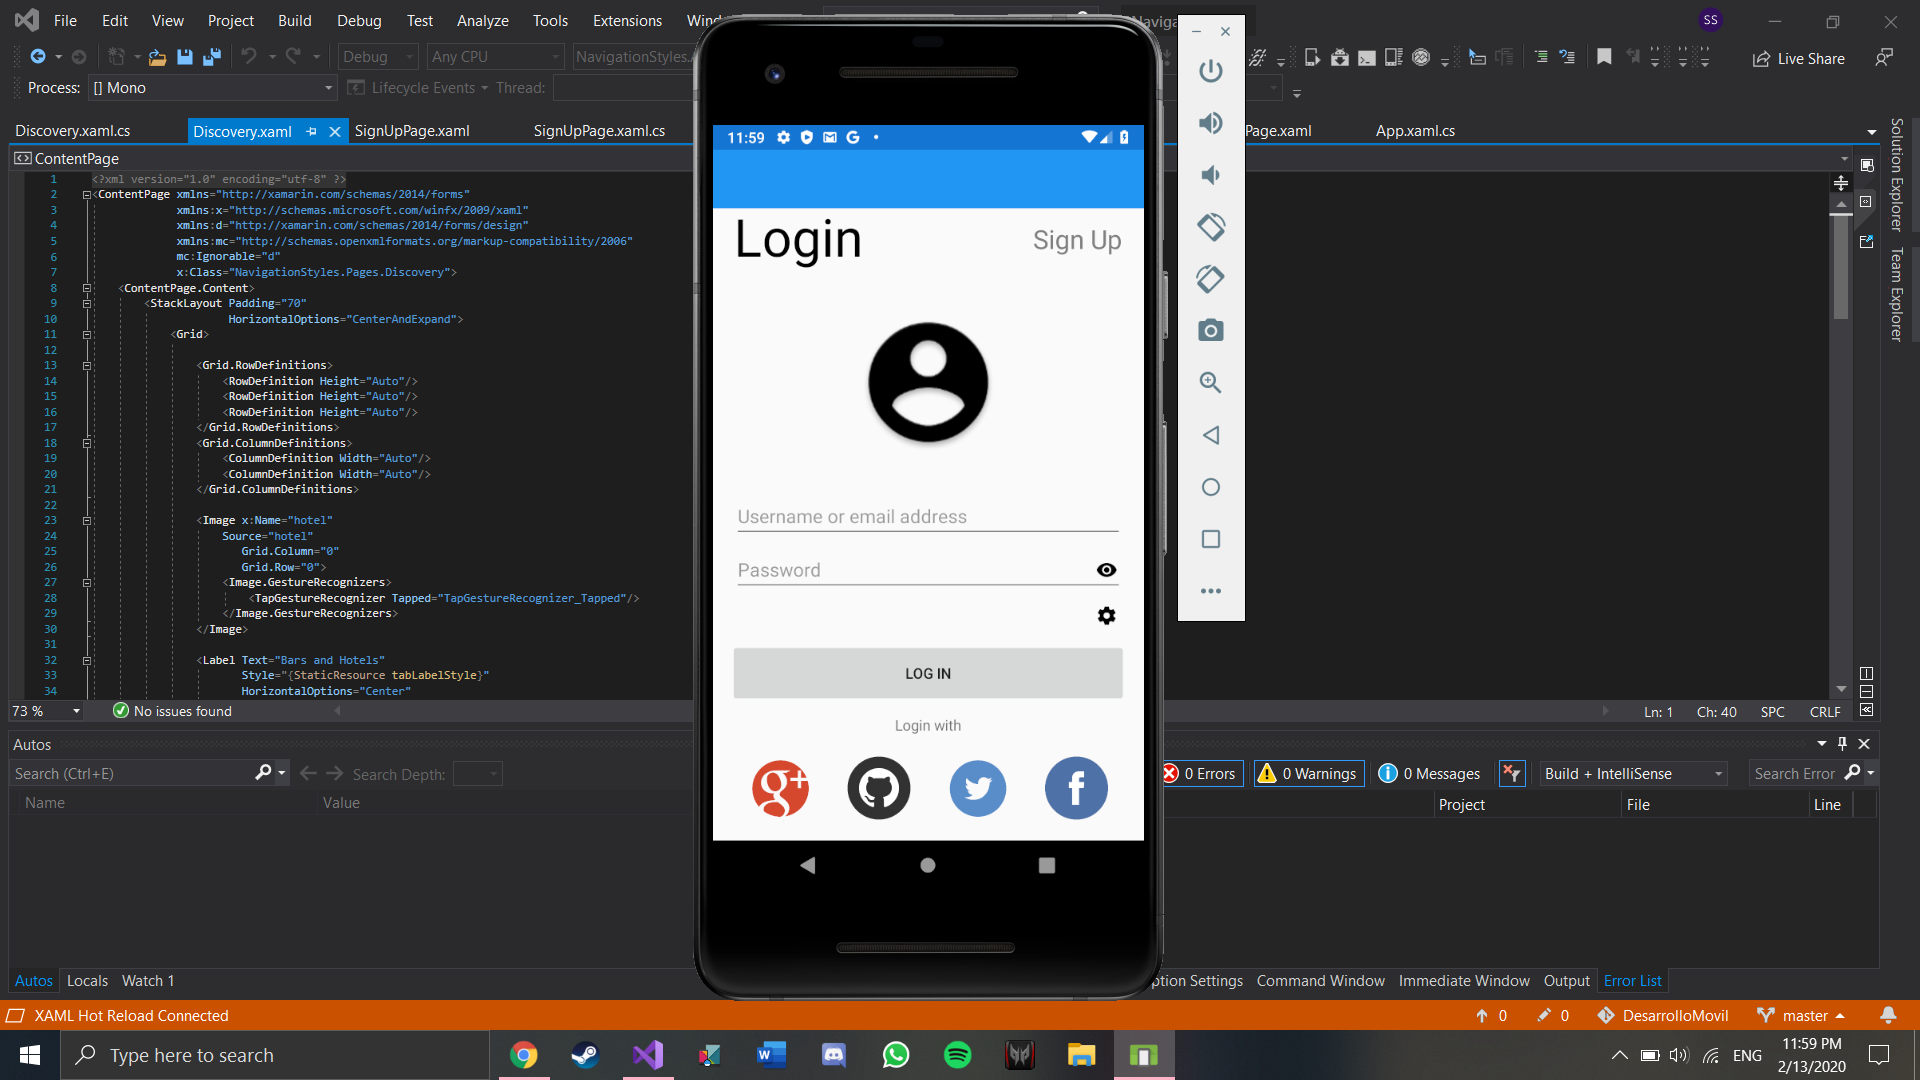 File Edit View Project Build Debug Test Analyze Tools Extensions
SS
Debug Any CPU
Live Share
Process: [] Mono Lifecycle Events Thread:
Discovery.xaml.cs Discovery.xaml SignUpPage.xaml SignUpPage.xaml.cs App.xaml.cs
ContentPage
1 <?xml version="1.0" encoding="utf-8" ?>
2 <ContentPage xmlns="http://xamarin.com/schemas/2014/forms"
3 xmlns:x="http://schemas.microsoft.com/winfx/2009/xaml"
4 xmlns:d="http://xamarin.com/schemas/2014/forms/design"
5 xmlns:mc="http://schemas.openxmlformats.org/markup-compatibility/2006"
6 mc:Ignorable="d"
7 x:Class="NavigationStyles.Pages.Discovery">
8 <ContentPage.Content>
9 <StackLayout Padding="70"
10 HorizontalOptions="CenterAndExpand">
11 <Grid>
12
13 <Grid.RowDefinitions>
14 <RowDefinition Height="Auto"/>
15 <RowDefinition Height="Auto"/>
16 <RowDefinition Height="Auto"/>
17 </Grid.RowDefinitions>
18 <Grid.ColumnDefinitions>
19 <ColumnDefinition Width="Auto"/>
20 <ColumnDefinition Width="Auto"/>
21 </Grid.ColumnDefinitions>
22
23 <Image x:Name="hotel"
24 Source="hotel"
25 Grid.Column="0"
26 Grid.Row="0">
27 <Image.GestureRecognizers>
28 <TapGestureRecognizer Tapped="TapGestureRecognizer_Tapped"/>
29 </Image.GestureRecognizers>
30 </Image>
31
32 <Label Text="Bars and Hotels"
33 Style="{StaticResource tabLabelStyle}"
34 HorizontalOptions="Center"
73 % No issues found
Ln: 1 Ch: 40 SPC CRLF
Solution Explorer
Team Explorer
11:59
Login Sign Up
Username or email address
Password
LOG IN
Login with
g+ f
Autos
Search (Ctrl+E) Search Depth:
Name Value
Autos Locals Watch 1
0 Errors 0 Warnings 0 Messages Build + IntelliSense Search Error
Project File Line
Settings Command Window Immediate Window Output Error List
XAML Hot Reload Connected
0 0 DesarrolloMovil master
Type here to search
ENG
11:59 PM
2/13/2020